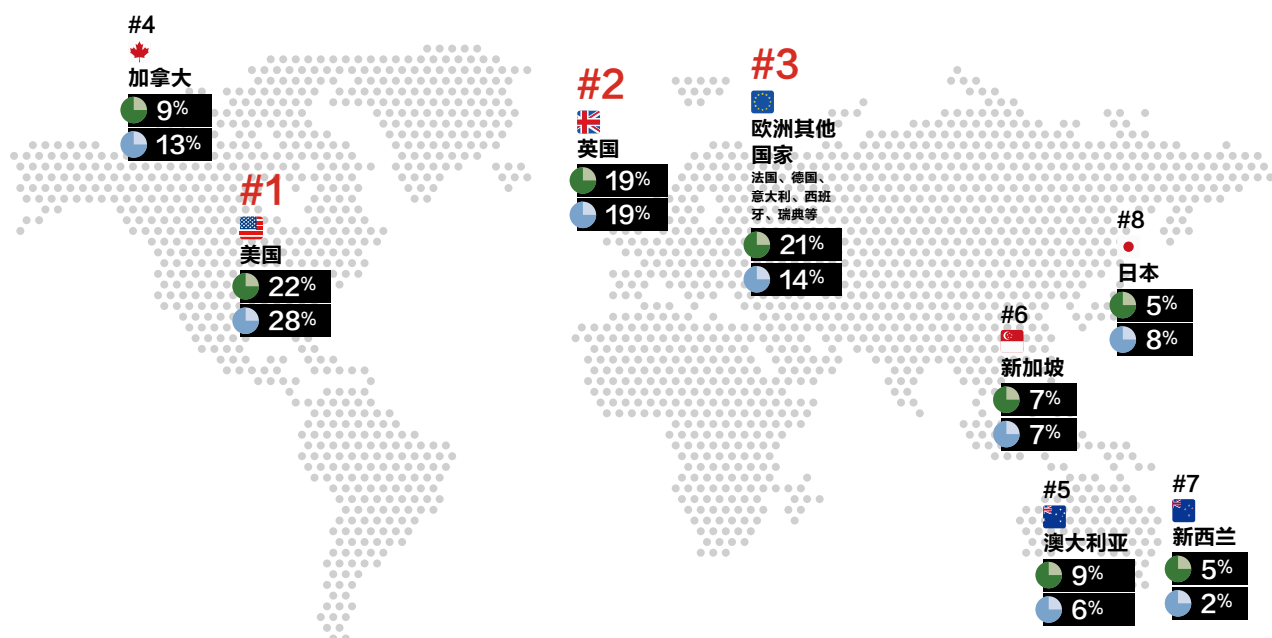 #4
加拿大
9%
13%
#1
美国
22%
28%
#2
英国
19%
19%
#3
欧洲其他
国家
法国、德国、
意大利、西班
牙、瑞典等
21%
14%
#8
日本
5%
8%
#6
新加坡
7%
7%
#5
澳大利亚
9%
6%
#7
新西兰
5%
2%